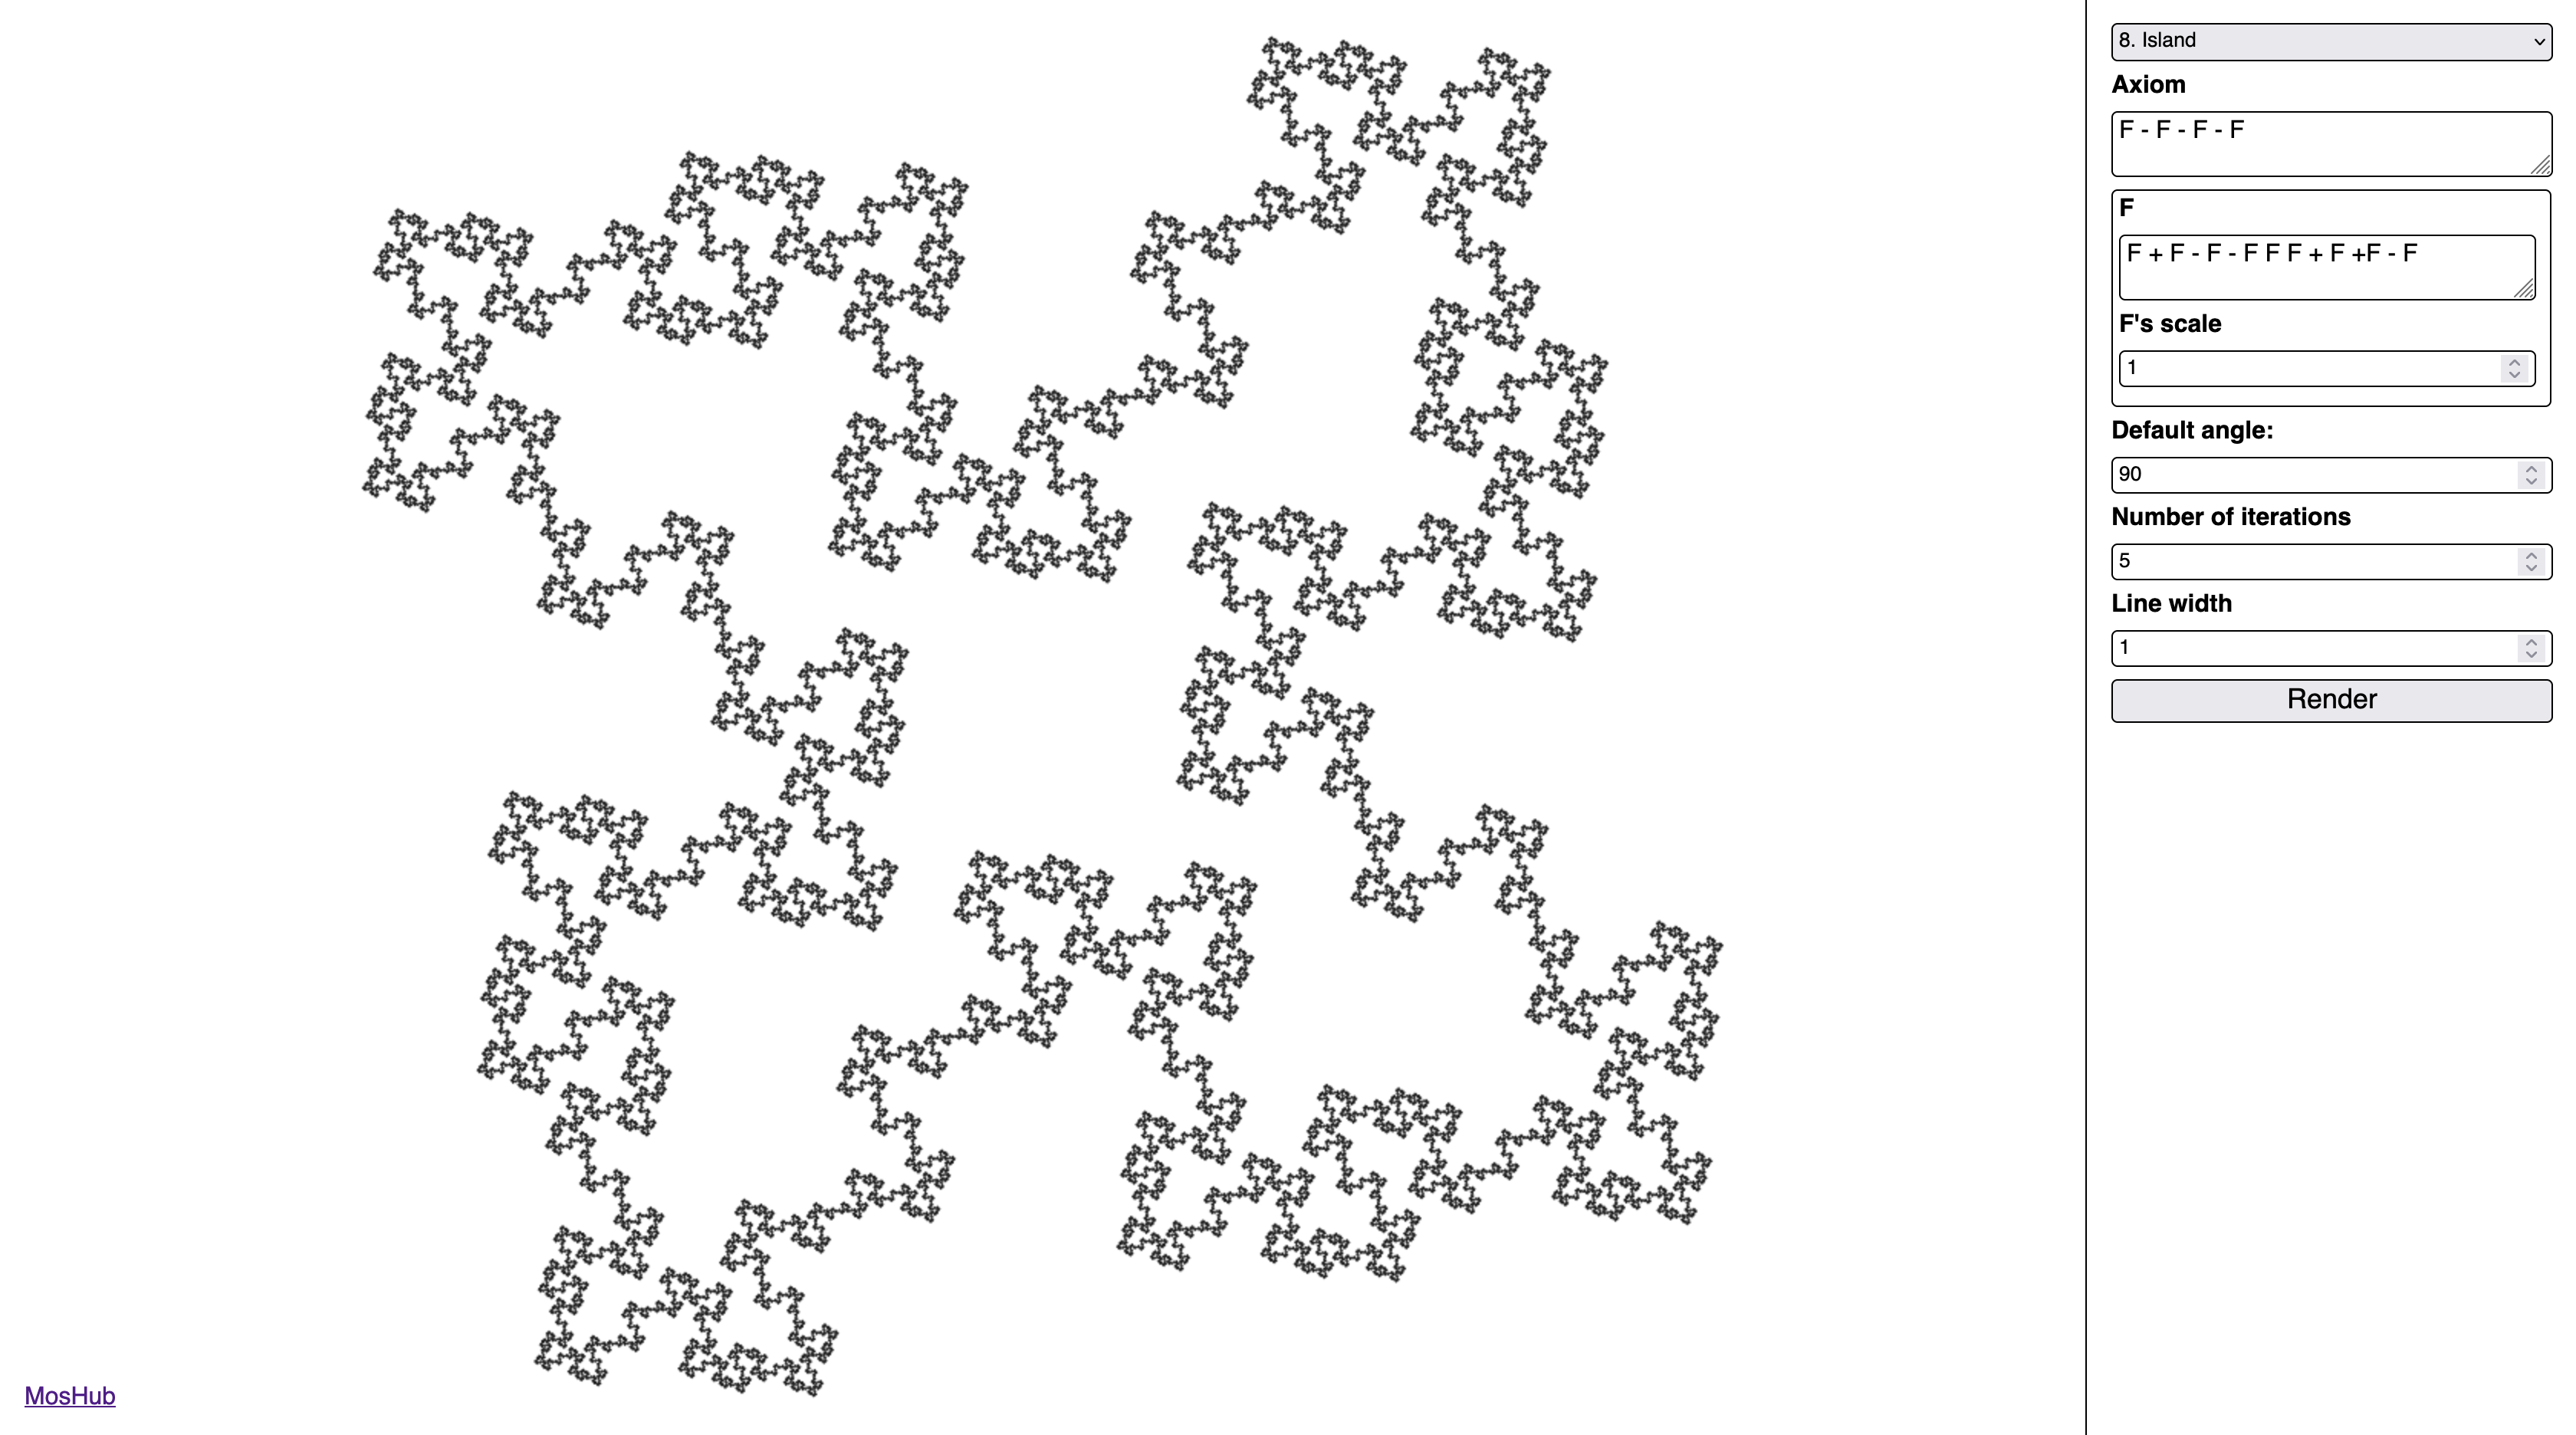 8. Island
Axiom
F - F - F - F
F
F + F - F - F F F + F +F - F
F's scale
1
Default angle:
90
Number of iterations
5
Line width
1
Render
MosHub